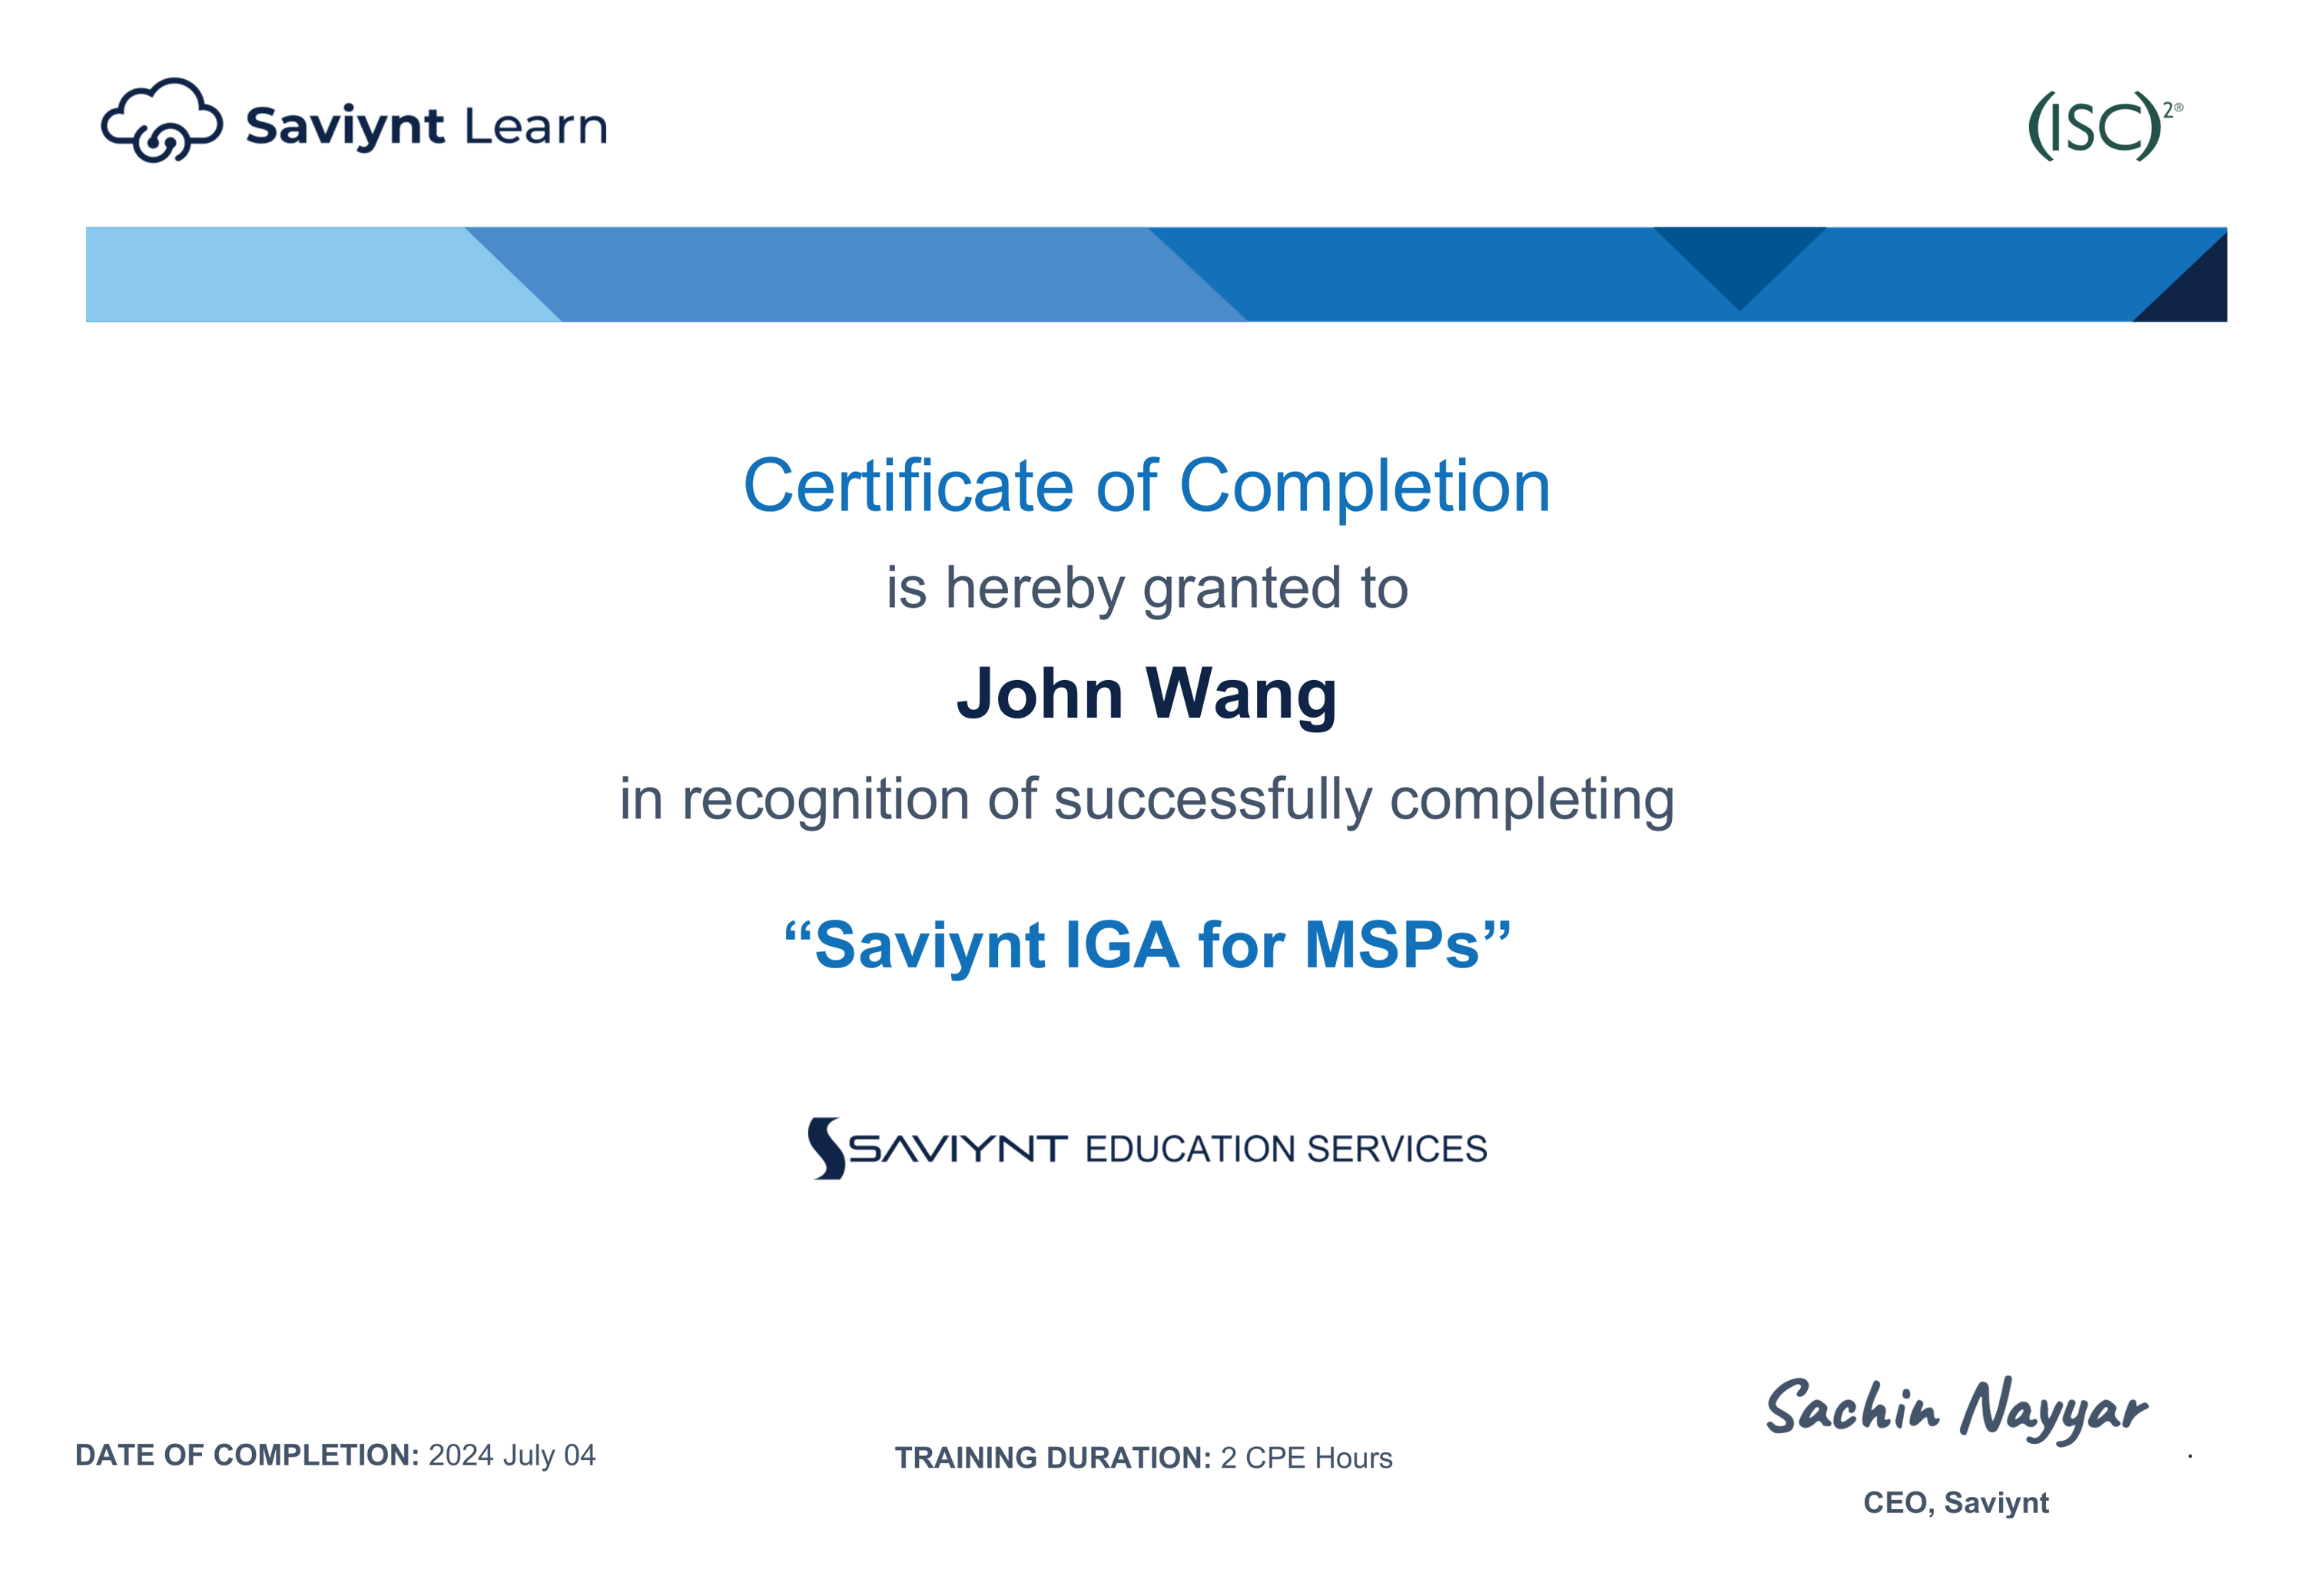 Saviynt Learn
(ISC)²®
Certificate of Completion
is hereby granted to
John Wang
in recognition of successfully completing
“Saviynt IGA for MSPs”
SAVIYNT EDUCATION SERVICES
Sachin Nayyar
DATE OF COMPLETION: 2024 July 04
TRAINING DURATION: 2 CPE Hours
.
CEO, Saviynt